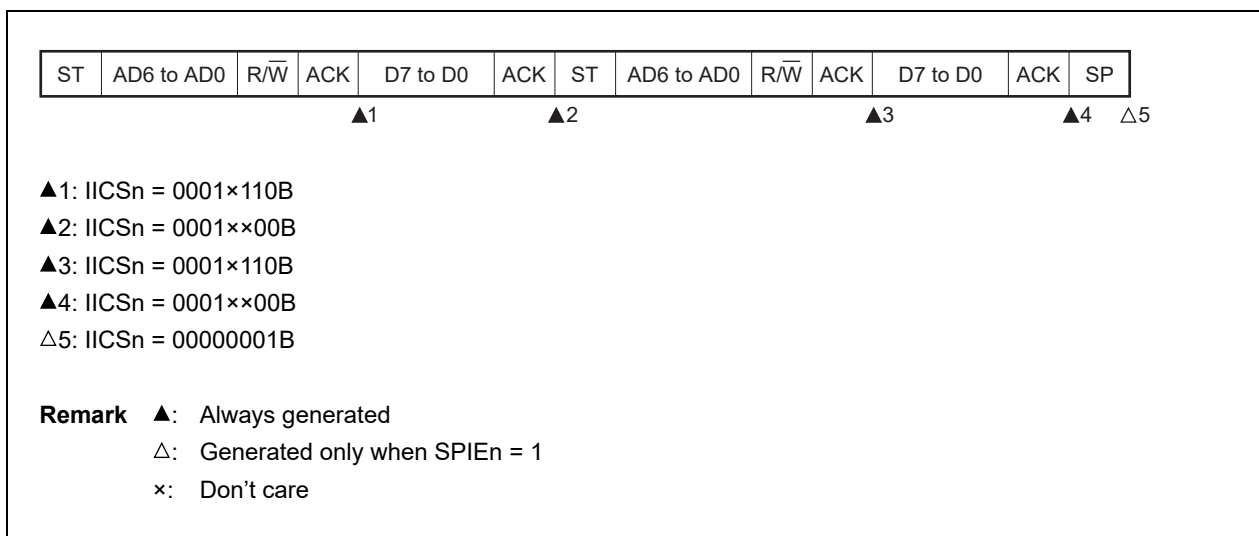 ST AD6 to AD0 R/W̅ ACK D7 to D0 ACK ST AD6 to AD0 R/W̅ ACK D7 to D0 ACK SP
▲1 ▲2 ▲3 ▲4 △5
▲1: IICSn = 0001×110B
▲2: IICSn = 0001××00B
▲3: IICSn = 0001×110B
▲4: IICSn = 0001××00B
△5: IICSn = 00000001B
Remark ▲: Always generated
△: Generated only when SPIEn = 1
×: Don’t care